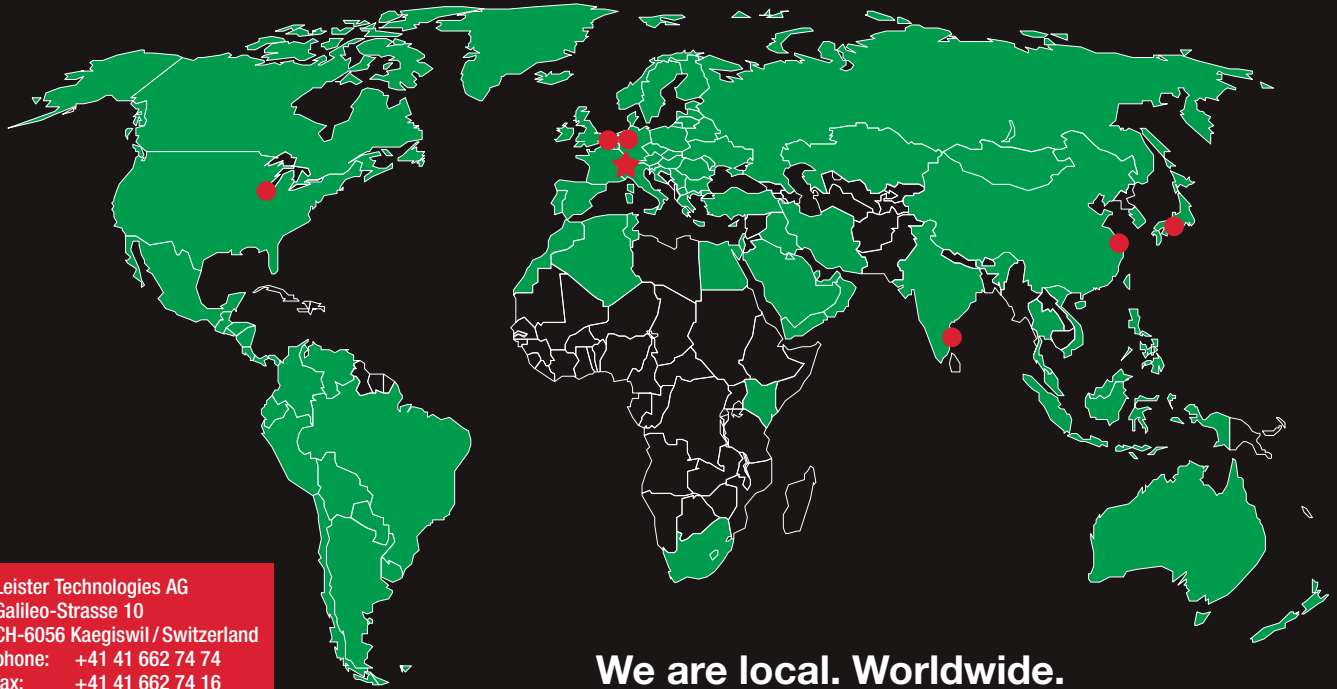 Leister Technologies AG
Galileo-Strasse 10
CH-6056 Kaegiswil / Switzerland
phone: +41 41 662 74 74
fax: +41 41 662 74 16
We are local. Worldwide.